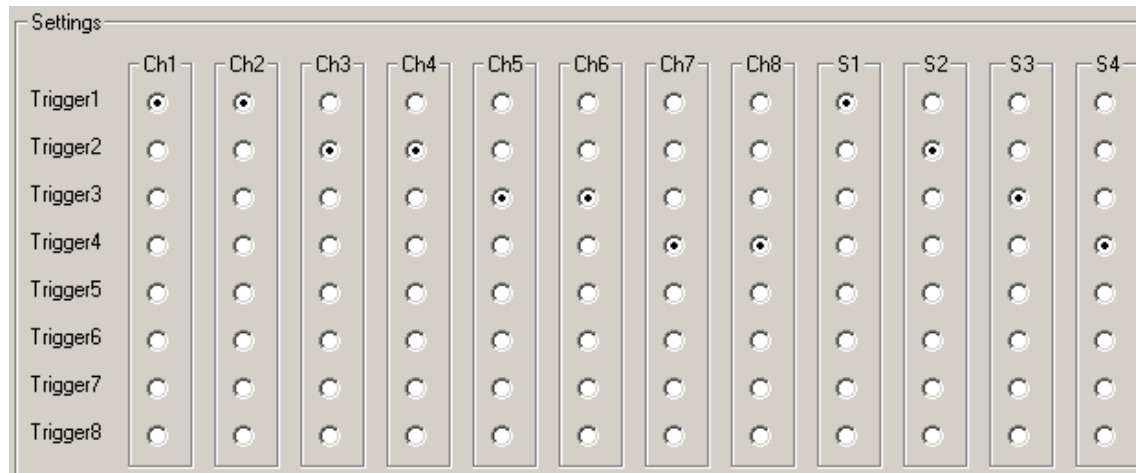 Settings
Ch1 Ch2 Ch3 Ch4 Ch5 Ch6 Ch7 Ch8 S1 S2 S3 S4
Trigger1
Trigger2
Trigger3
Trigger4
Trigger5
Trigger6
Trigger7
Trigger8